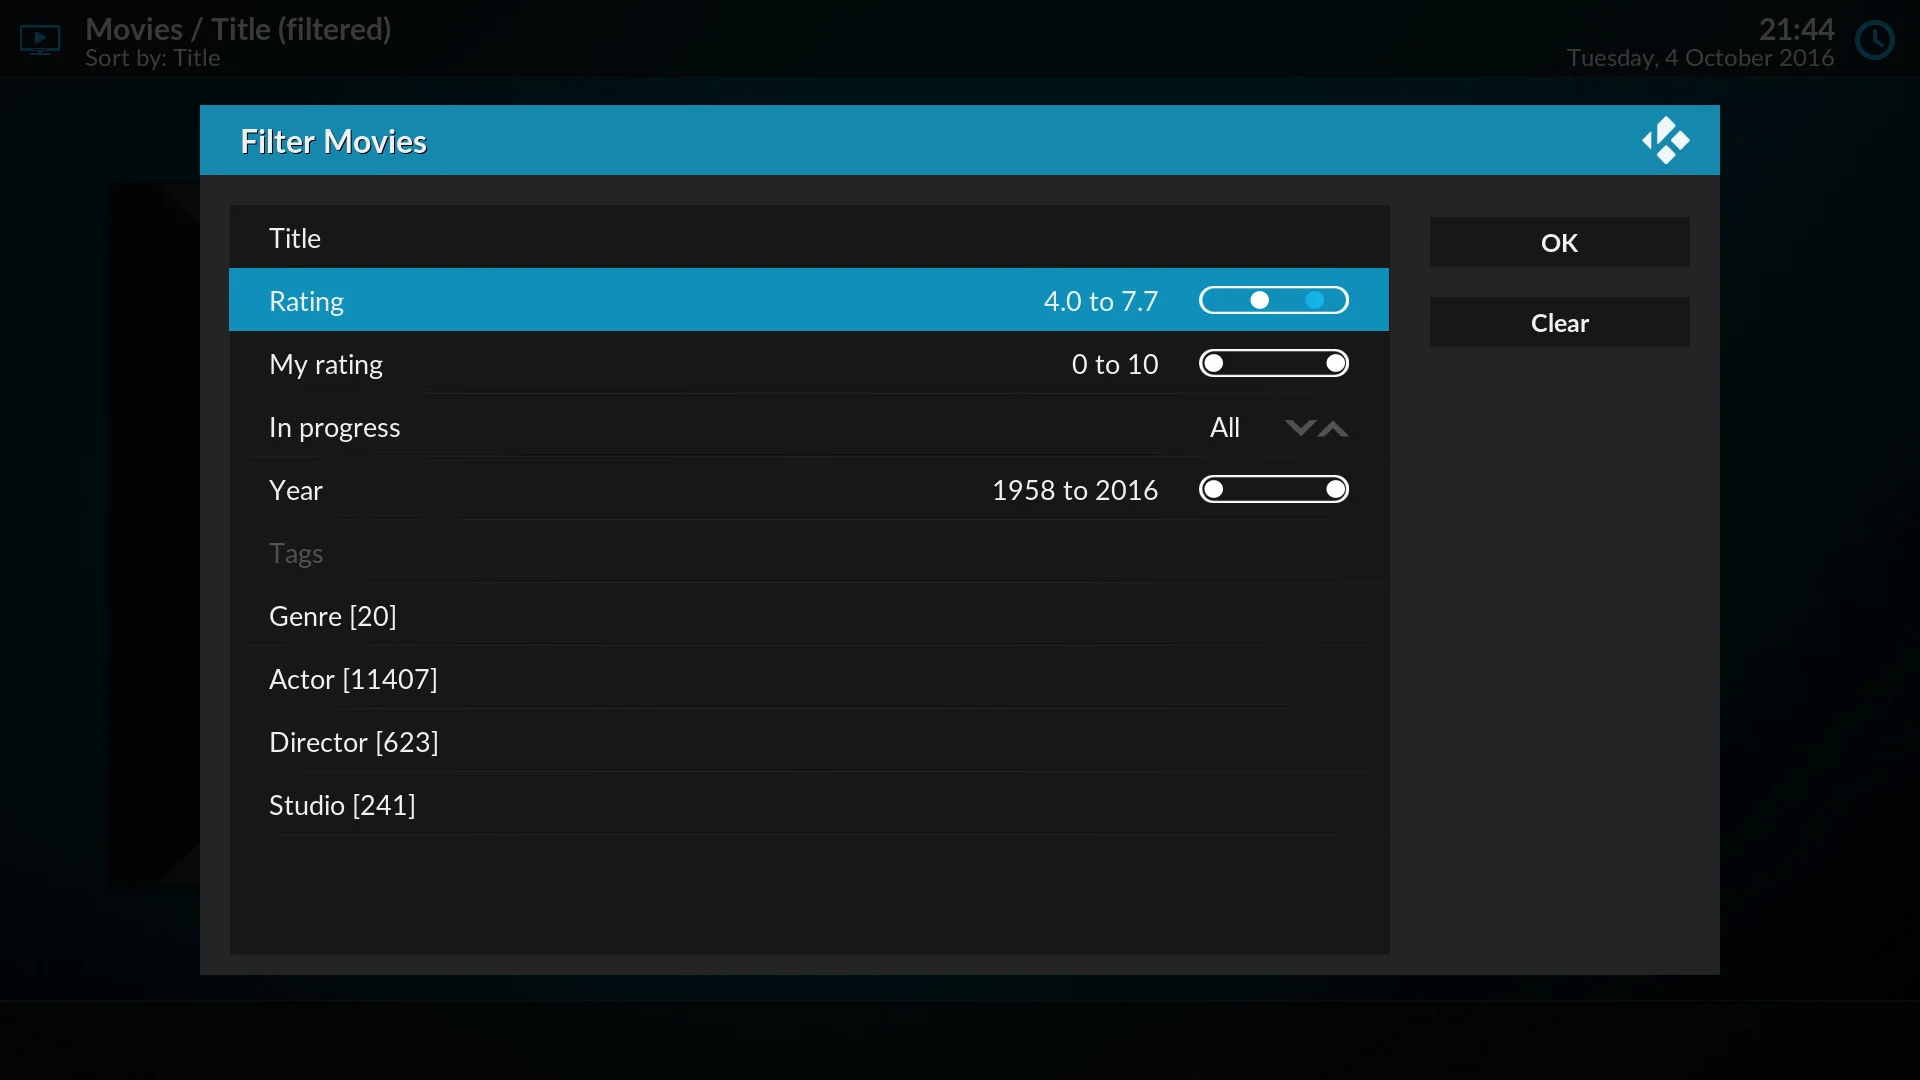 Movies / Title (filtered)
Sort by: Title
21:44
Tuesday, 4 October 2016
Filter Movies
Title
Rating 4.0 to 7.7
My rating 0 to 10
In progress All
Year 1958 to 2016
Tags
Genre [20]
Actor [11407]
Director [623]
Studio [241]
OK
Clear